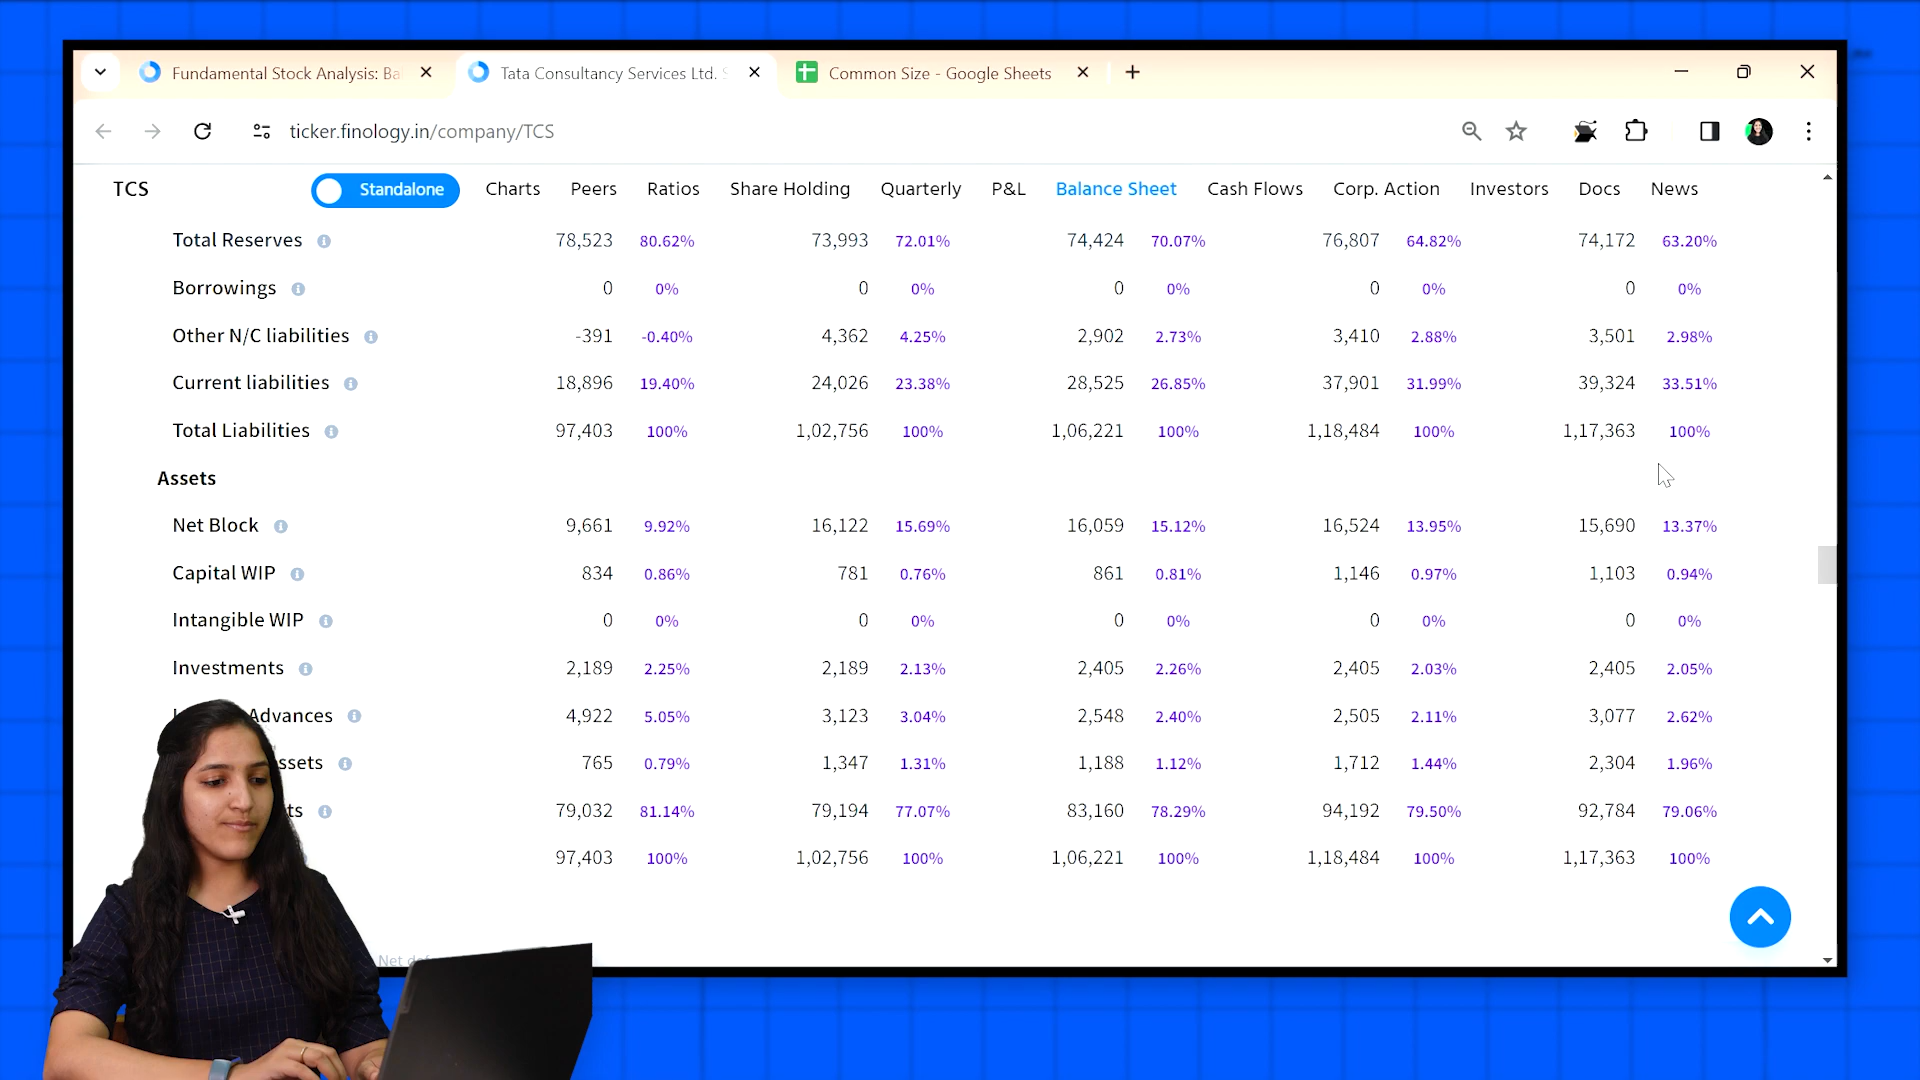 Fundamental Stock Analysis: Ba
Tata Consultancy Services Ltd. S
Common Size - Google Sheets
ticker.finology.in/company/TCS
TCS Standalone Charts Peers Ratios Share Holding Quarterly P&L Balance Sheet Cash Flows Corp. Action Investors Docs News
Total Reserves 78,523 80.62% 73,993 72.01% 74,424 70.07% 76,807 64.82% 74,172 63.20%
Borrowings 0 0% 0 0% 0 0% 0 0% 0 0%
Other N/C liabilities -391 -0.40% 4,362 4.25% 2,902 2.73% 3,410 2.88% 3,501 2.98%
Current liabilities 18,896 19.40% 24,026 23.38% 28,525 26.85% 37,901 31.99% 39,324 33.51%
Total Liabilities 97,403 100% 1,02,756 100% 1,06,221 100% 1,18,484 100% 1,17,363 100%
Assets
Net Block 9,661 9.92% 16,122 15.69% 16,059 15.12% 16,524 13.95% 15,690 13.37%
Capital WIP 834 0.86% 781 0.76% 861 0.81% 1,146 0.97% 1,103 0.94%
Intangible WIP 0 0% 0 0% 0 0% 0 0% 0 0%
Investments 2,189 2.25% 2,189 2.13% 2,405 2.26% 2,405 2.03% 2,405 2.05%
Advances 4,922 5.05% 3,123 3.04% 2,548 2.40% 2,505 2.11% 3,077 2.62%
ssets 765 0.79% 1,347 1.31% 1,188 1.12% 1,712 1.44% 2,304 1.96%
ts 79,032 81.14% 79,194 77.07% 83,160 78.29% 94,192 79.50% 92,784 79.06%
97,403 100% 1,02,756 100% 1,06,221 100% 1,18,484 100% 1,17,363 100%
Net